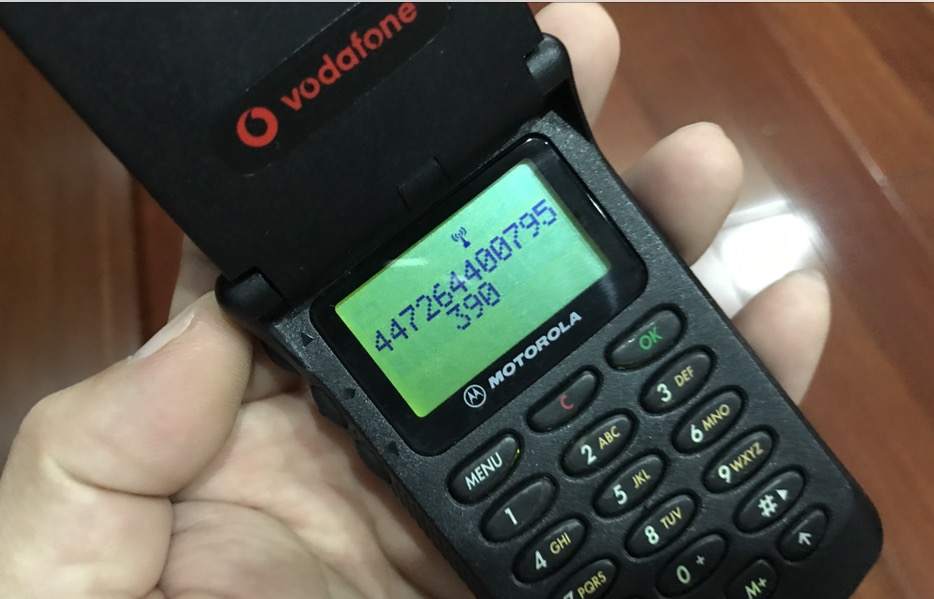 vodafone
447264400795
390
MOTOROLA
OK
C
MENU
3 DEF
2 ABC
1
6 MNO
5 JKL
4 GHI
9 WXYZ
8 TUV
7 PQRS
#
0 +
M+